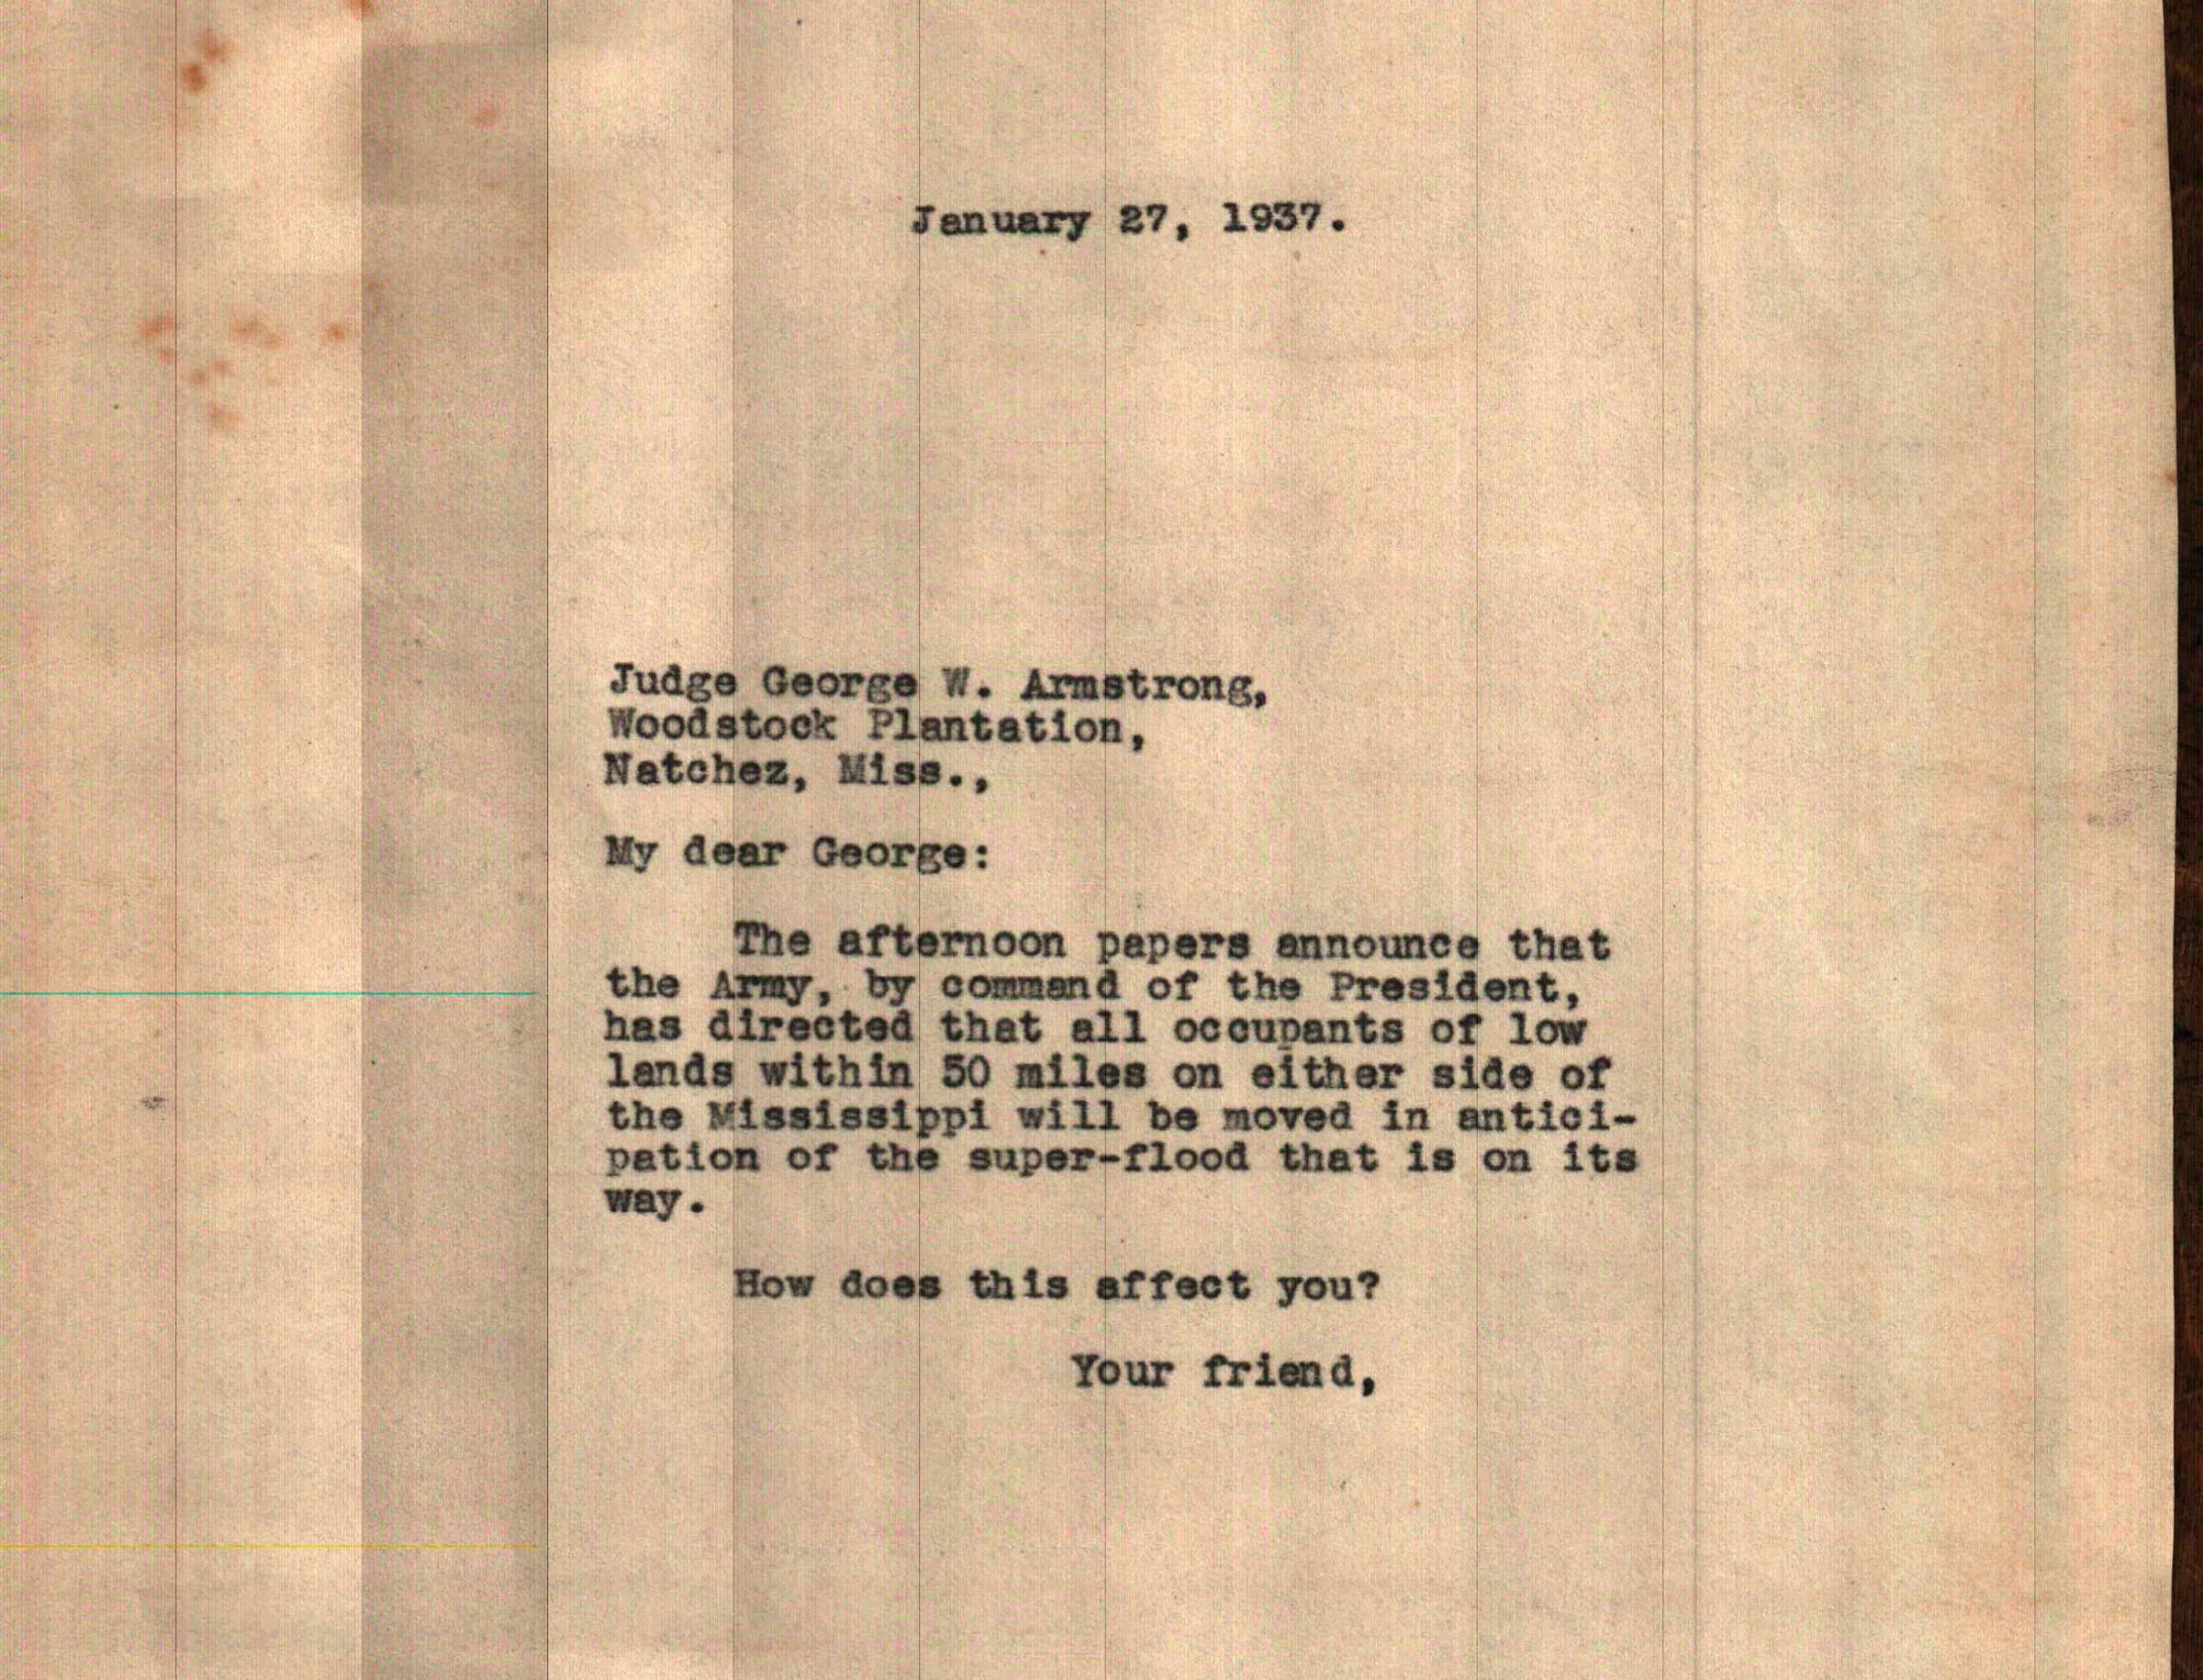 January 27, 1937.
Judge George W. Armstrong,
Woodstock Plantation,
Natchez, Miss.,
My dear George:
The afternoon papers announce that
the Army, by command of the President,
has directed that all occupants of low
lands within 50 miles on either side of
the Mississippi will be moved in antici-
pation of the super-flood that is on its
way.
How does this affect you?
Your friend,